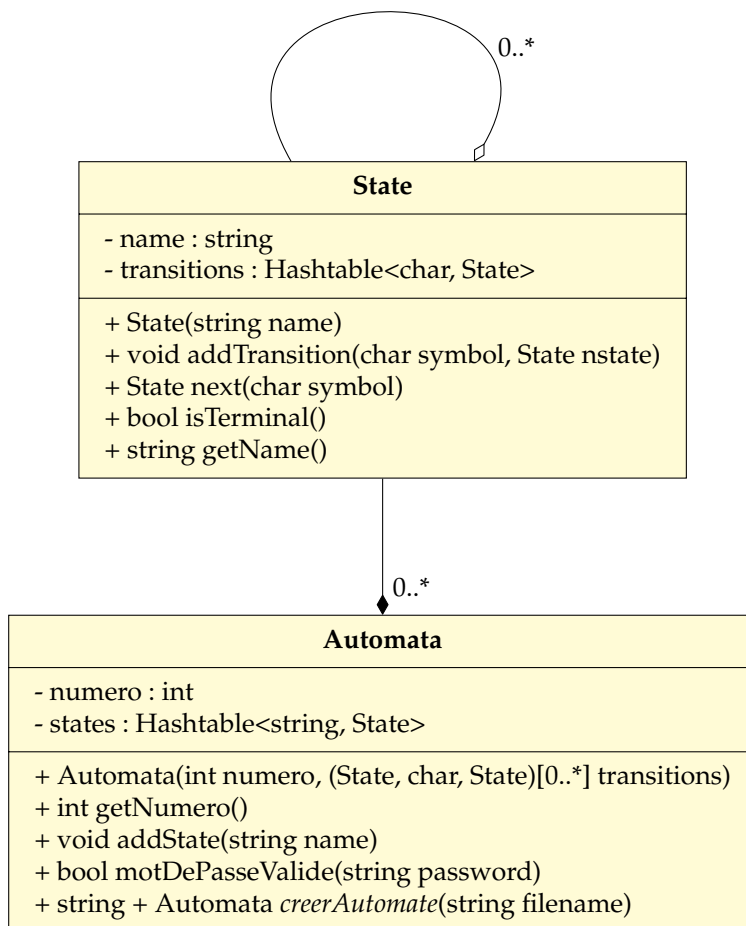 0..*
State
- name : string
- transitions : Hashtable<char, State>
+ State(string name)
+ void addTransition(char symbol, State nstate)
+ State next(char symbol)
+ bool isTerminal()
+ string getName()
0..*
Automata
- numero : int
- states : Hashtable<string, State>
+ Automata(int numero, (State, char, State)[0..*] transitions)
+ int getNumero()
+ void addState(string name)
+ bool motDePasseValide(string password)
+ string + Automata creerAutomate(string filename)